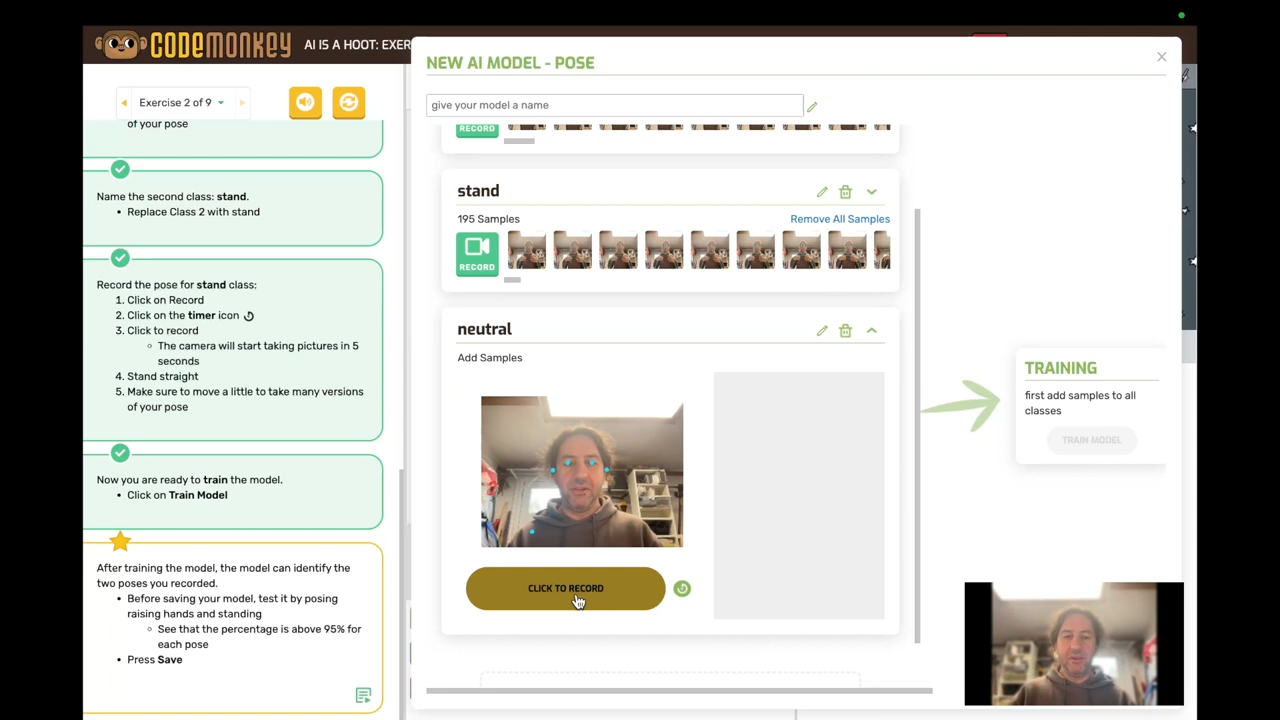 CODEMONKEY
AI IS A HOOT: EXER
Exercise 2 of 9
of your pose
Name the second class: stand.
• Replace Class 2 with stand
Record the pose for stand class:
1. Click on Record
2. Click on the timer icon
3. Click to record
The camera will start taking pictures in 5
seconds
4. Stand straight
5. Make sure to move a little to take many versions
of your pose
Now you are ready to train the model.
• Click on Train Model
After training the model, the model can identify the
two poses you recorded.
• Before saving your model, test it by posing
raising hands and standing
See that the percentage is above 95% for
each pose
• Press Save
NEW AI MODEL - POSE
give your model a name
RECORD
stand
195 Samples
Remove All Samples
RECORD
neutral
Add Samples
CLICK TO RECORD
TRAINING
first add samples to all
classes
TRAIN MODEL